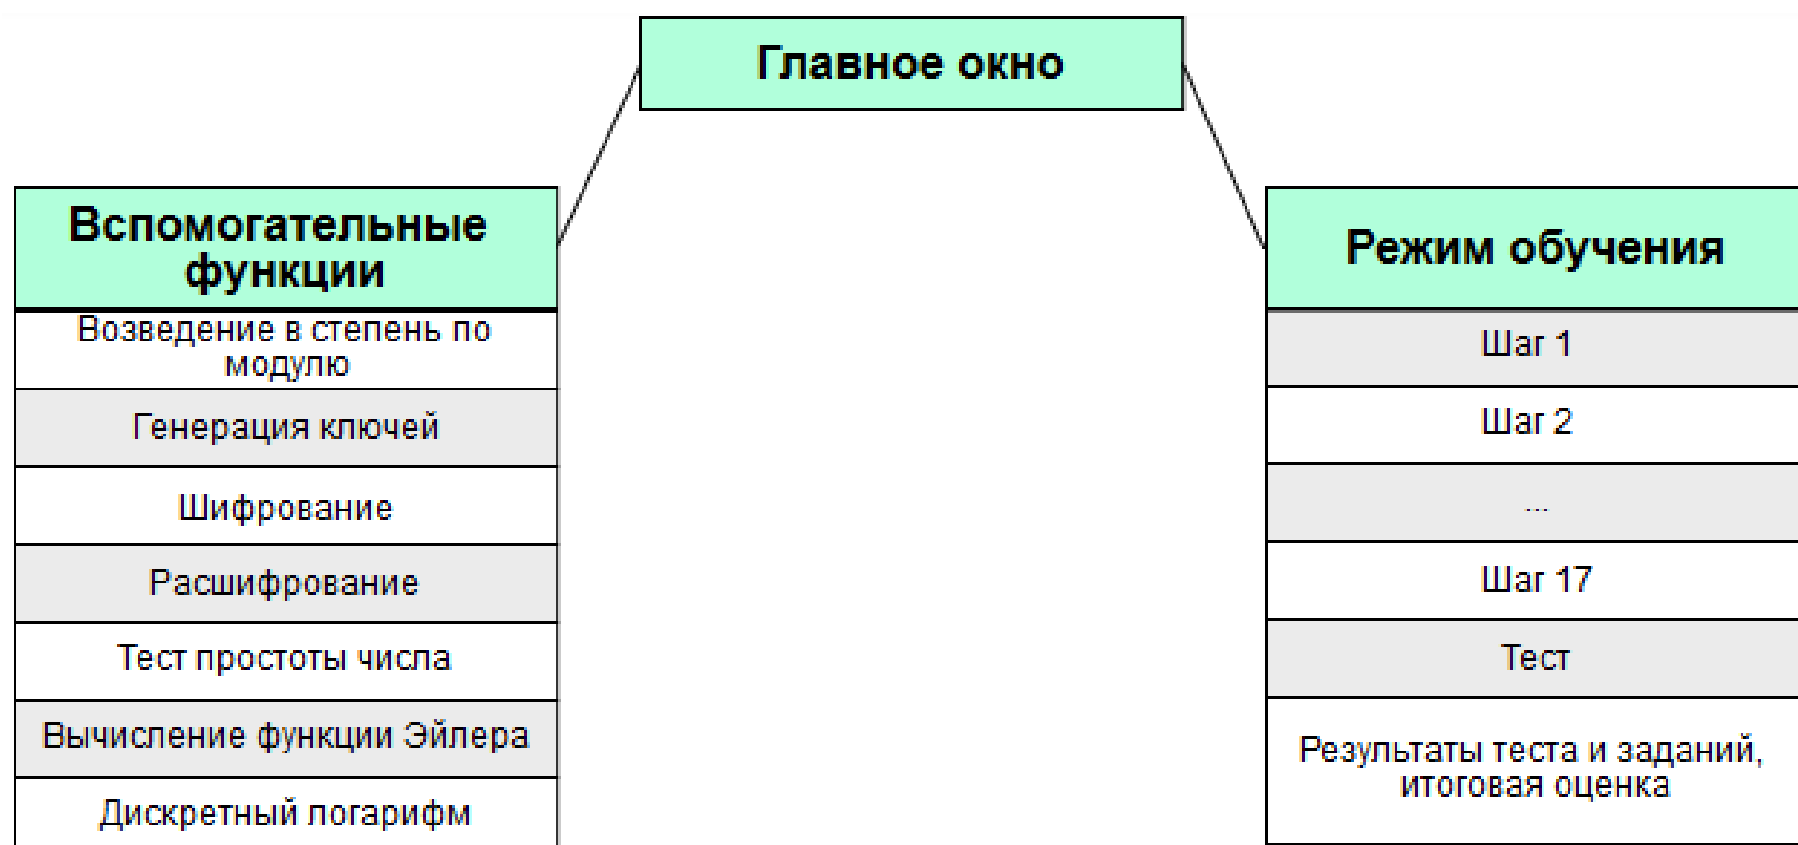 Главное окно
Вспомогательные
функции
Возведение в степень по
модулю
Генерация ключей
Шифрование
Расшифрование
Тест простоты числа
Вычисление функции Эйлера
Дискретный логарифм
Режим обучения
Шаг 1
Шаг 2
...
Шаг 17
Тест
Результаты теста и заданий,
итоговая оценка